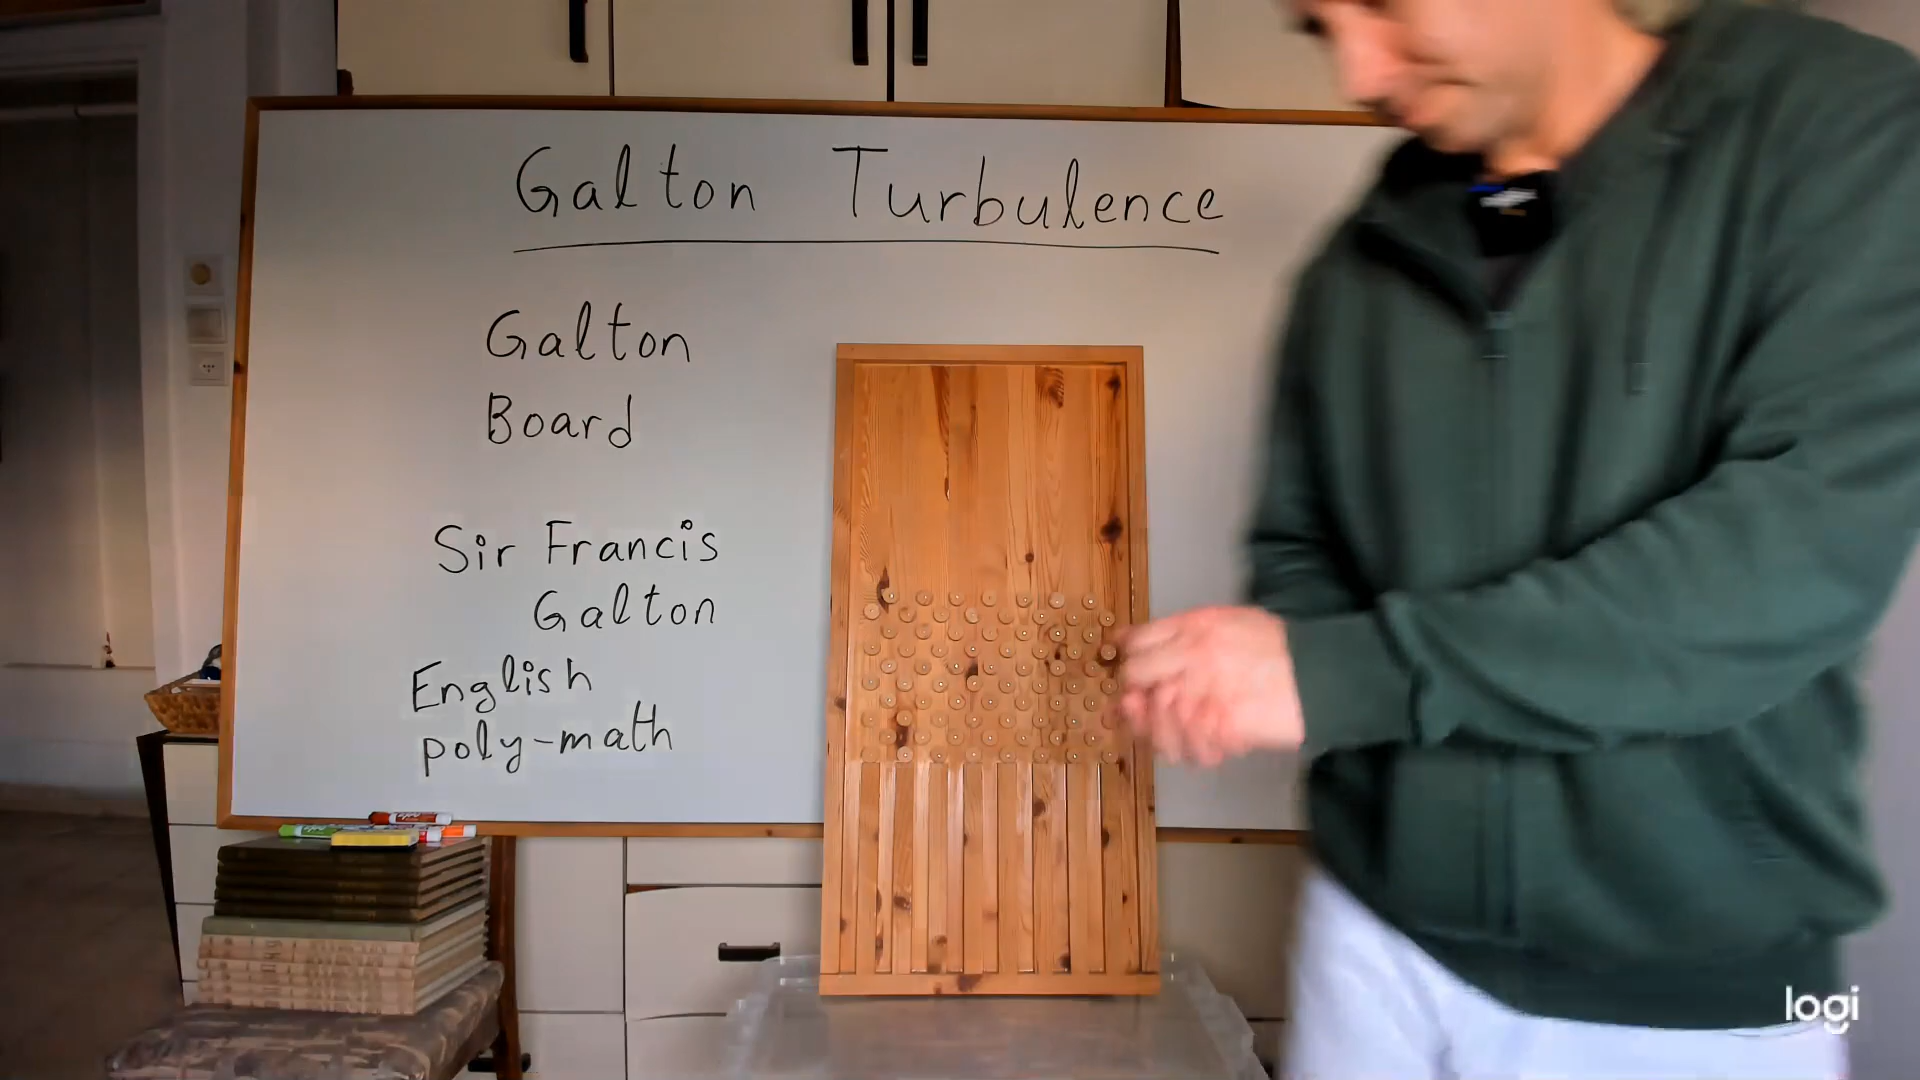 Galton Turbulence
Galton
Board
Sir Francis
Galton
English
poly-math
logi